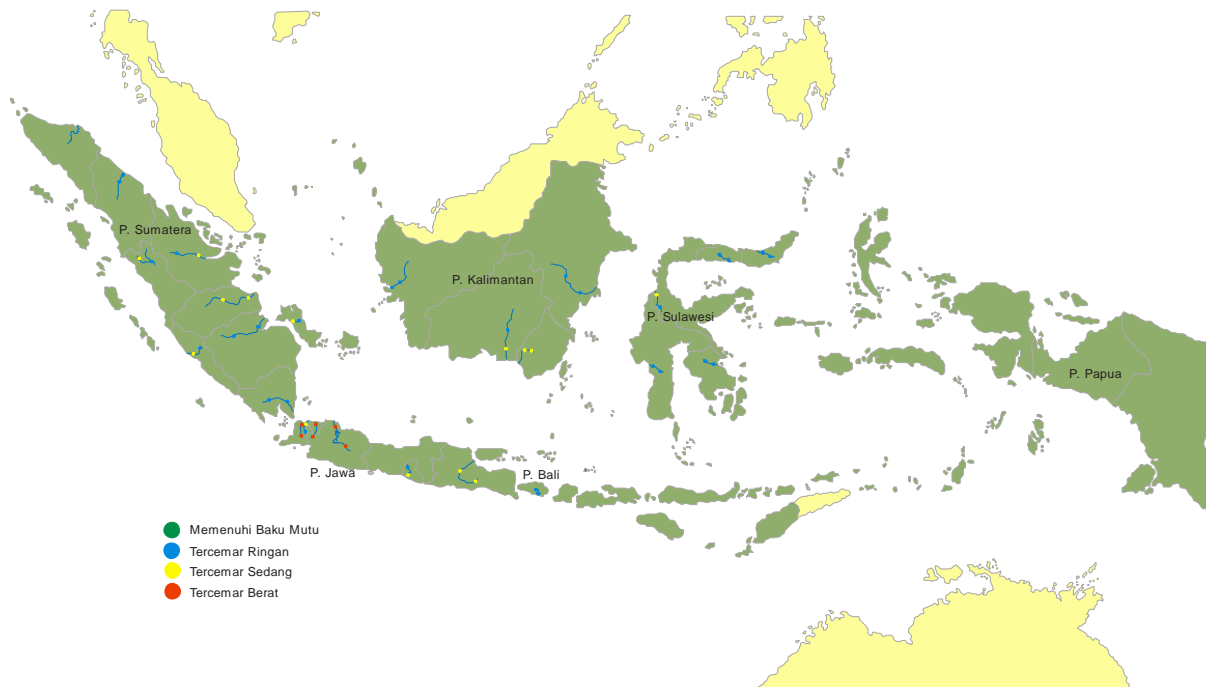 P. Sumatera
P. Kalimantan
P. Sulawesi
P. Papua
P. Jawa
P. Bali
Memenuhi Baku Mutu
Tercemar Ringan
Tercemar Sedang
Tercemar Berat